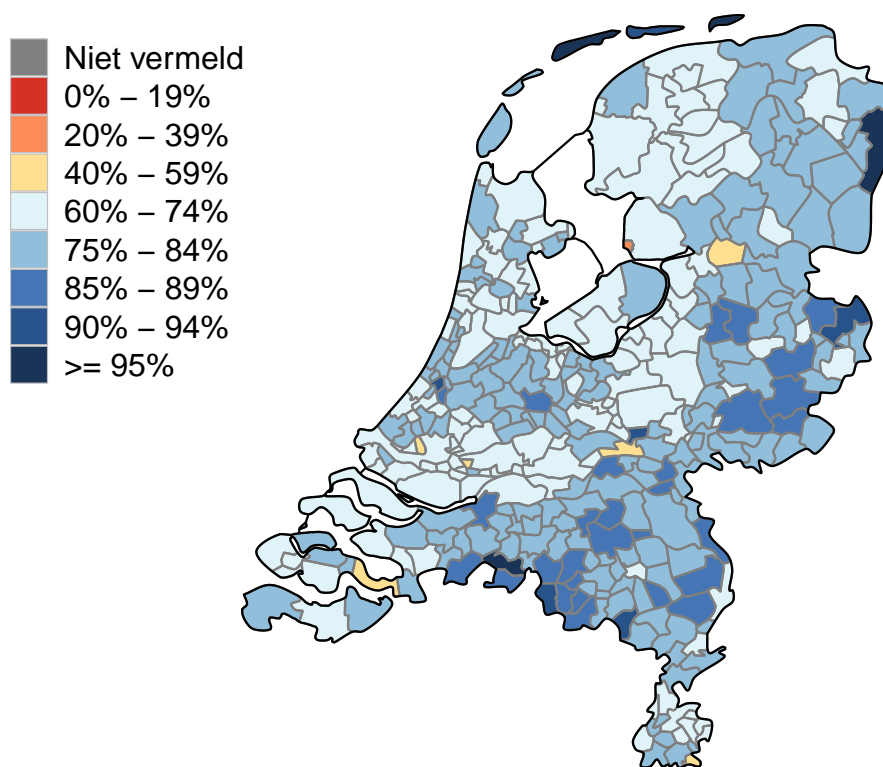 Niet vermeld
0% – 19%
20% – 39%
40% – 59%
60% – 74%
75% – 84%
85% – 89%
90% – 94%
>= 95%